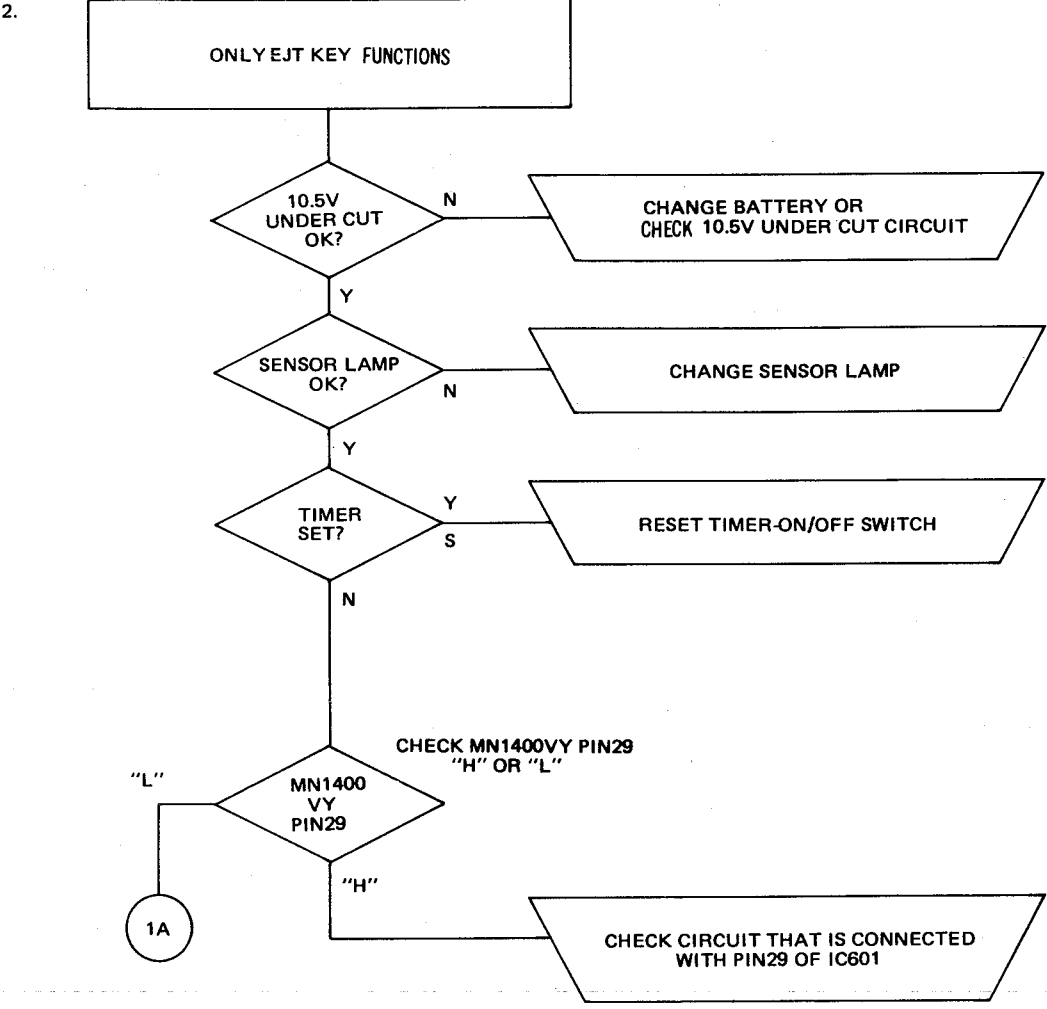 2.
ONLY EJT KEY FUNCTIONS
10.5V
UNDER CUT
OK?
N
CHANGE BATTERY OR
CHECK 10.5V UNDER CUT CIRCUIT
Y
SENSOR LAMP
OK?
N
CHANGE SENSOR LAMP
Y
TIMER
SET?
Y
S
RESET TIMER-ON/OFF SWITCH
N
CHECK MN1400VY PIN29
"H" OR "L"
"L"
MN1400
VY
PIN29
"H"
1A
CHECK CIRCUIT THAT IS CONNECTED
WITH PIN29 OF IC601